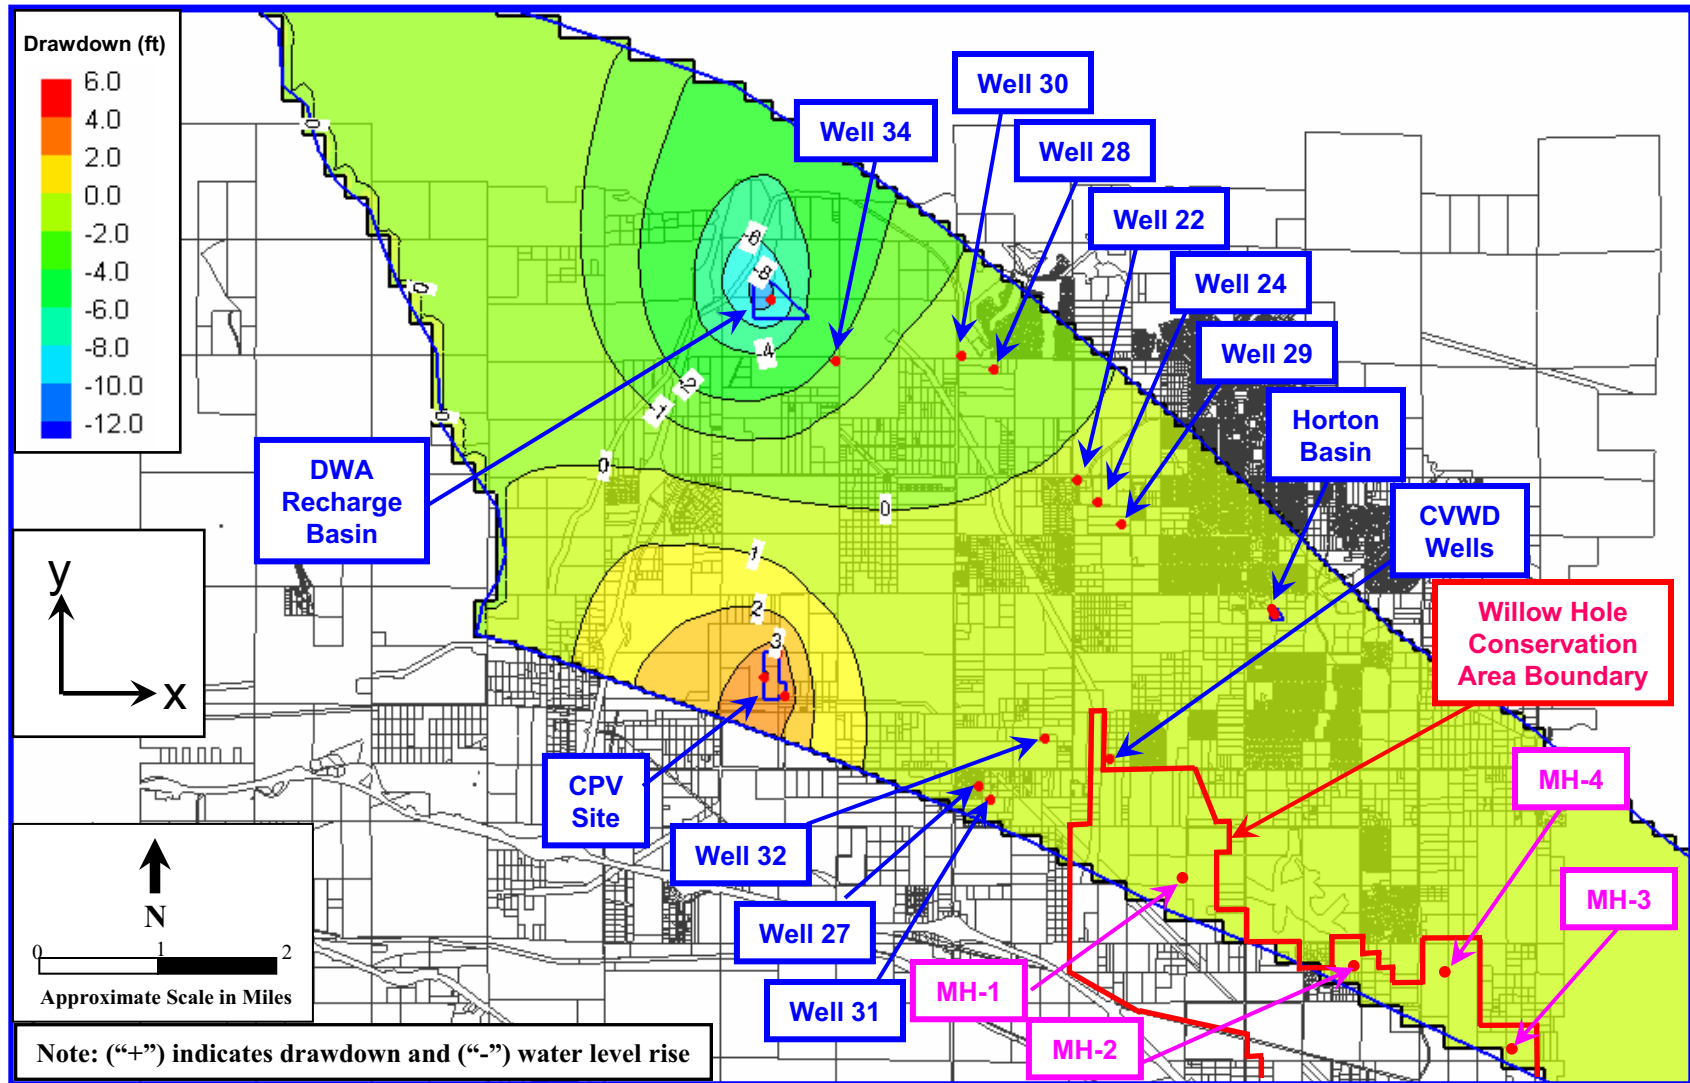 Drawdown (ft)
6.0
4.0
2.0
0.0
-2.0
-4.0
-6.0
-8.0
-10.0
-12.0
Well 30
Well 34
Well 28
Well 22
Well 24
Well 29
Horton
Basin
CVWD
Wells
Willow Hole
Conservation
Area Boundary
DWA
Recharge
Basin
0
0
0
-6
-8
-4
-2
-1
0
0
1
2
3
y
x
CPV
Site
Well 32
Well 27
Well 31
MH-4
MH-3
MH-1
MH-2
N
0 1 2
Approximate Scale in Miles
Note: (“+”) indicates drawdown and (“-”) water level rise